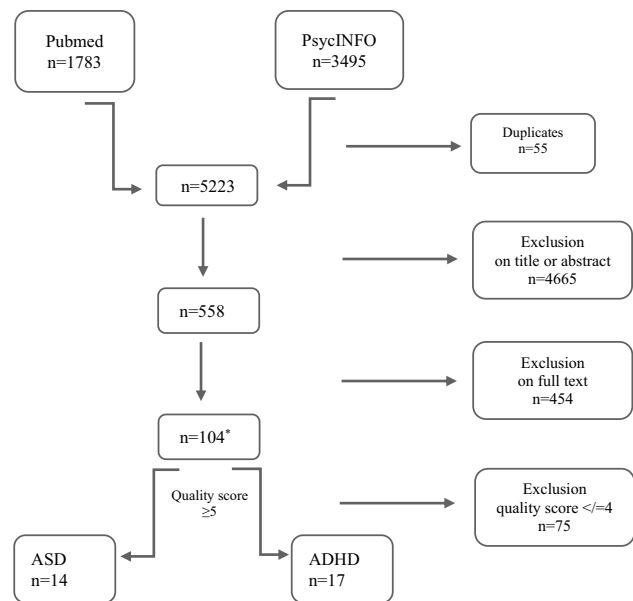 Pubmed
n=1783
PsycINFO
n=3495
Duplicates
n=55
n=5223
Exclusion
on title or abstract
n=4665
n=558
Exclusion
on full text
n=454
n=104*
Quality score
≥5
Exclusion
quality score </=4
n=75
ASD
n=14
ADHD
n=17